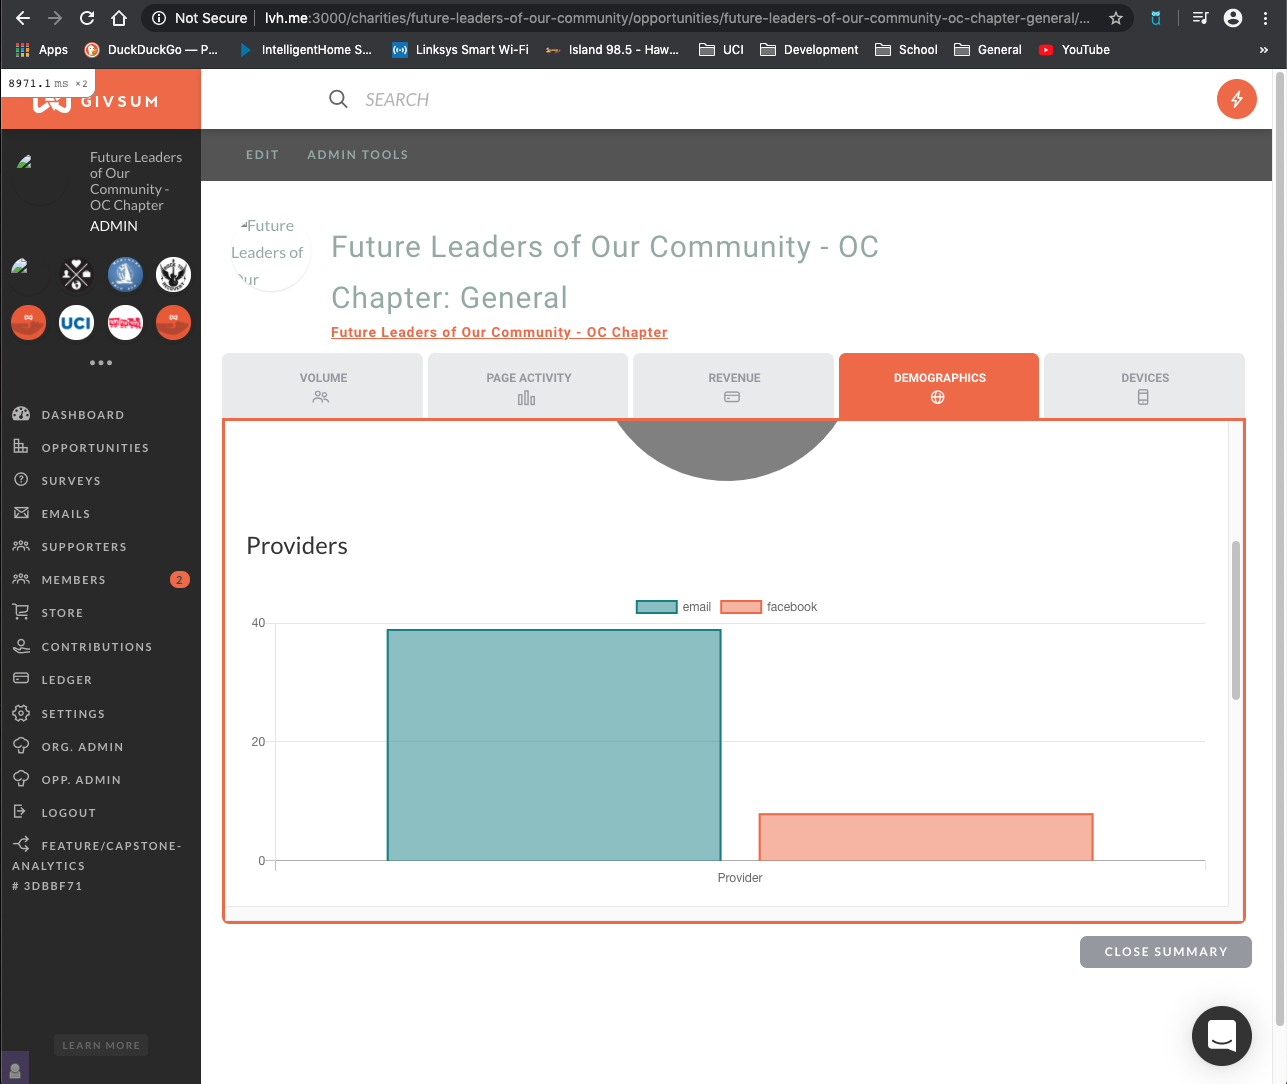 Not Secure | lvh.me:3000/charities/future-leaders-of-our-community/opportunities/future-leaders-of-our-community-oc-chapter-general/...
Apps DuckDuckGo — P... IntelligentHome S... Linksys Smart Wi-Fi Island 98.5 - Haw... UCI Development School General YouTube »
8971.1 ms ×2
GIVSUM
SEARCH
EDIT ADMIN TOOLS
Future Leaders
of Our
Community -
OC Chapter
ADMIN
UCI
DASHBOARD
OPPORTUNITIES
SURVEYS
EMAILS
SUPPORTERS
MEMBERS 2
STORE
CONTRIBUTIONS
LEDGER
SETTINGS
ORG. ADMIN
OPP. ADMIN
LOGOUT
FEATURE/CAPSTONE-
ANALYTICS
# 3DBBF71
LEARN MORE
Future
Leaders of
Our
Future Leaders of Our Community - OC
Chapter: General
Future Leaders of Our Community - OC Chapter
VOLUME PAGE ACTIVITY REVENUE DEMOGRAPHICS DEVICES
Providers
email facebook
40
20
0
Provider
CLOSE SUMMARY